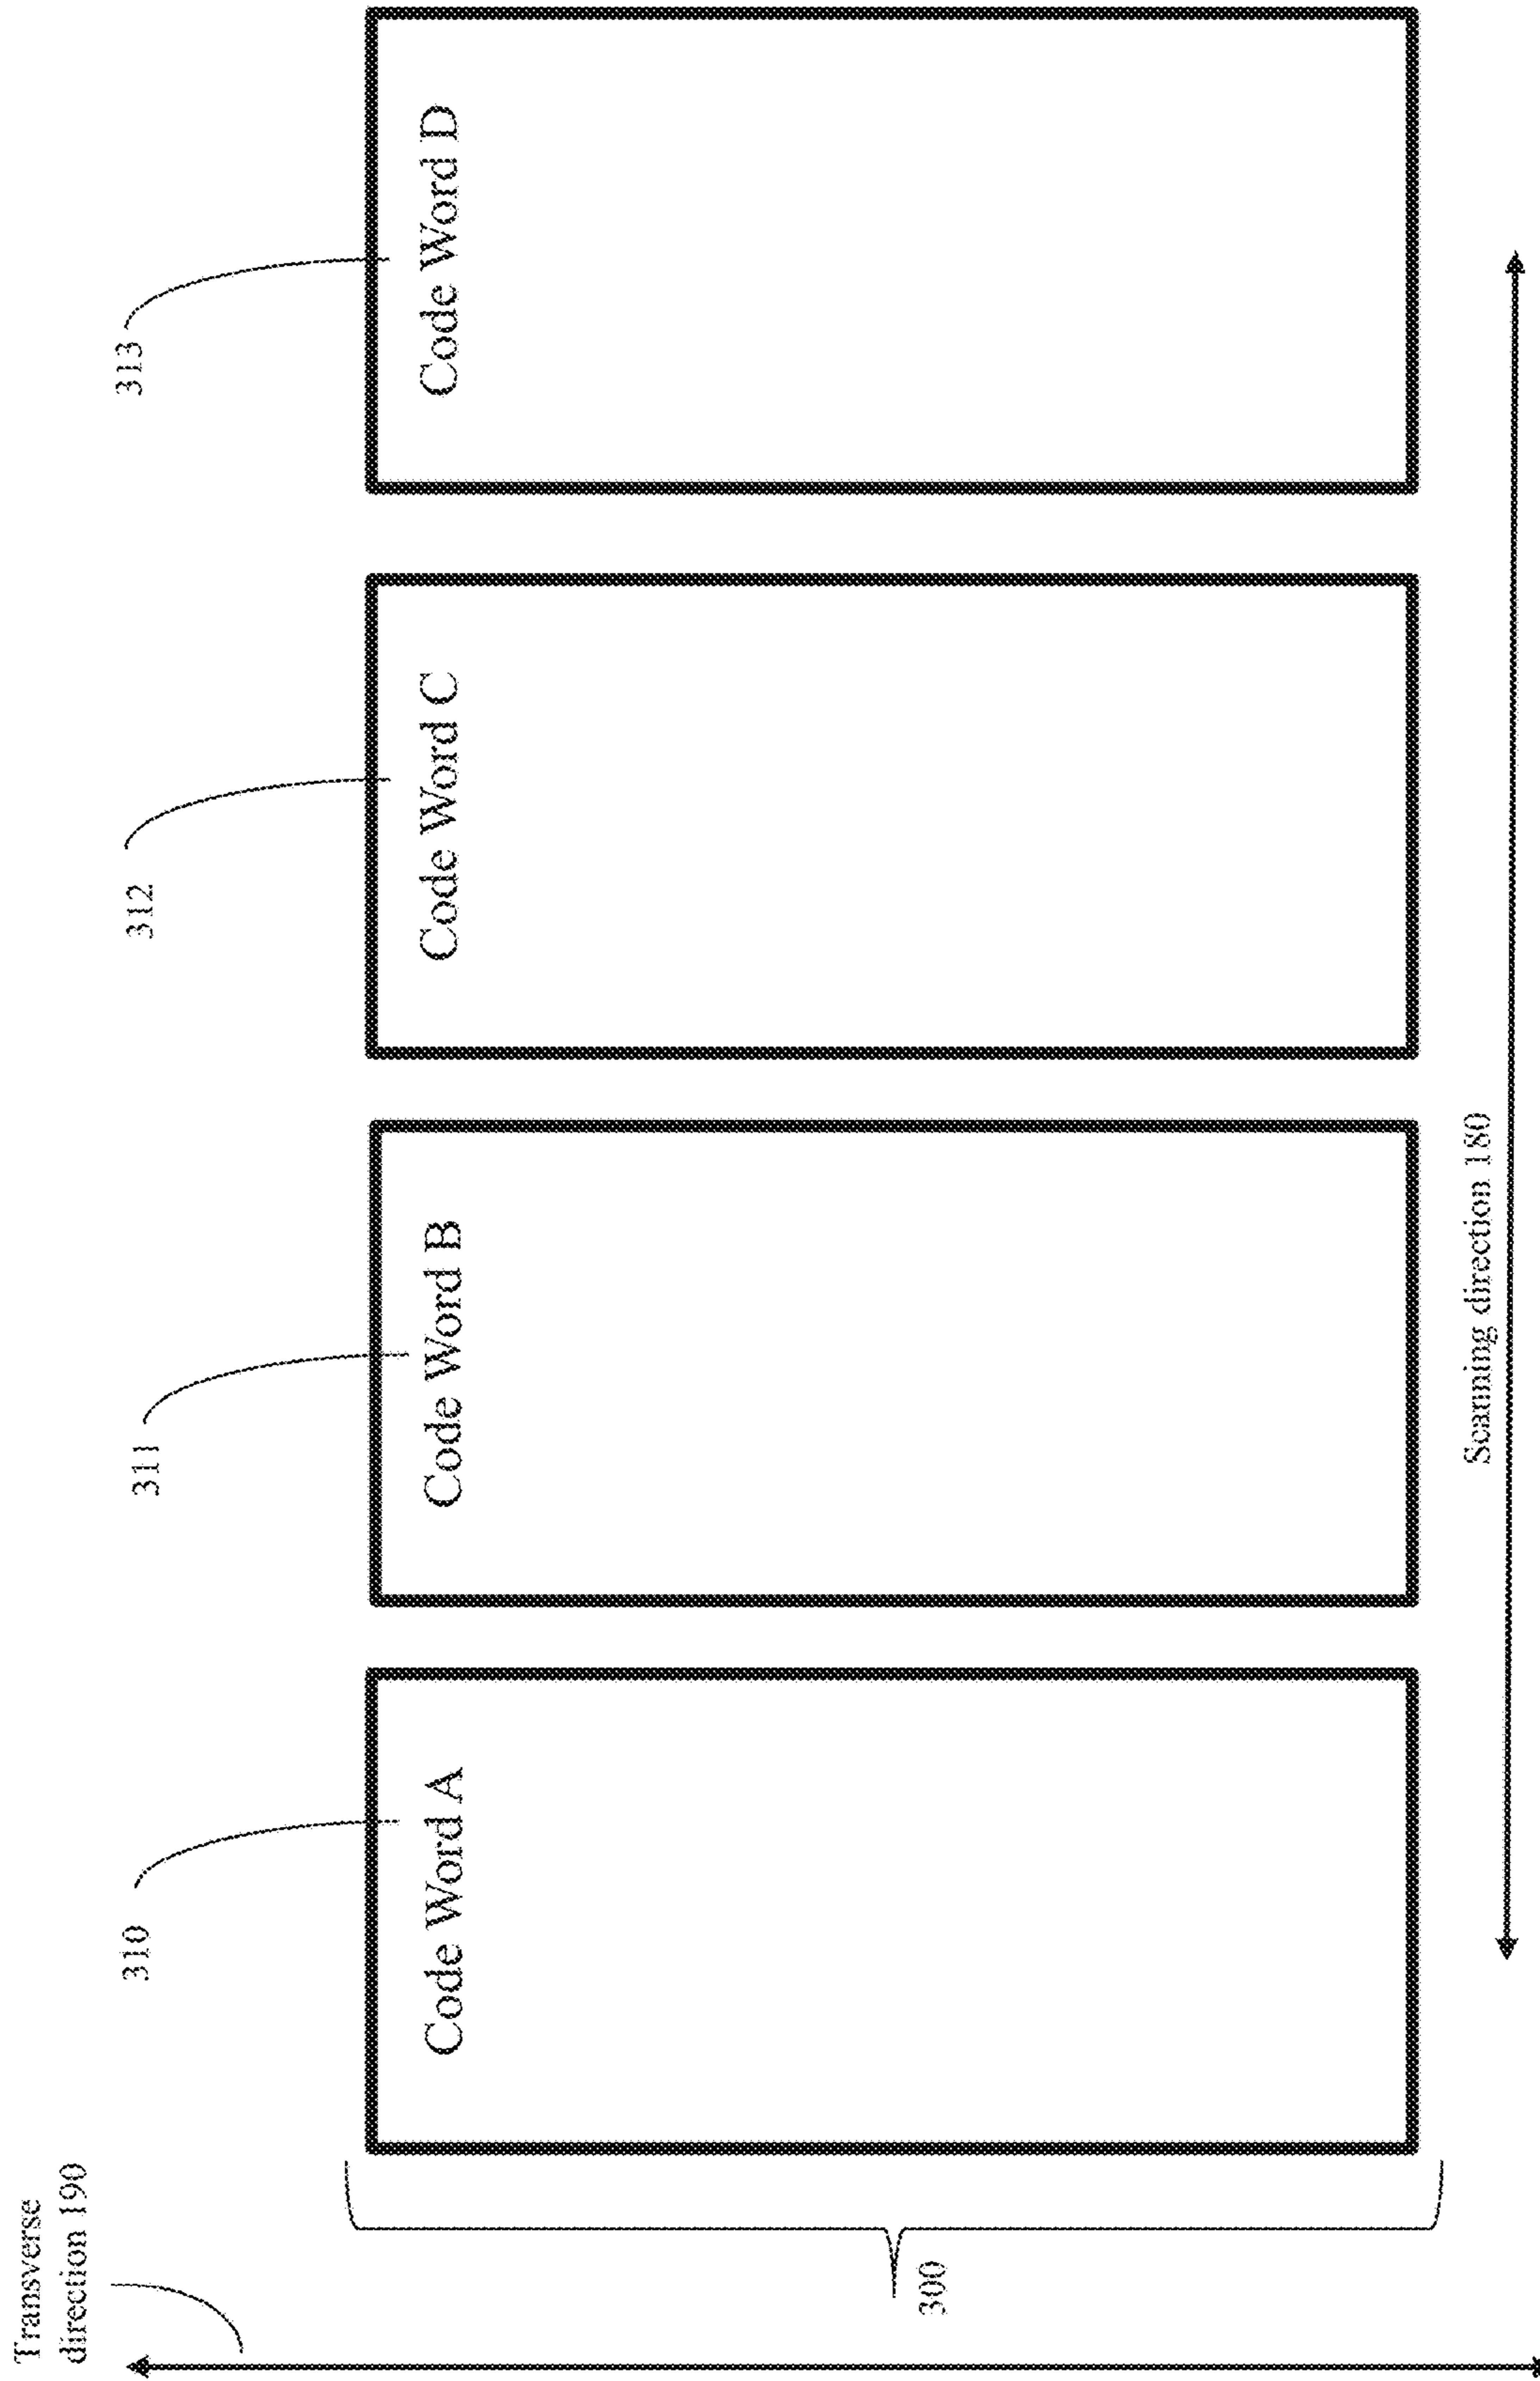 Transverse
direction 190
310
311
312
313
Code Word A
Code Word B
Code Word C
Code Word D
300
Scanning direction 180